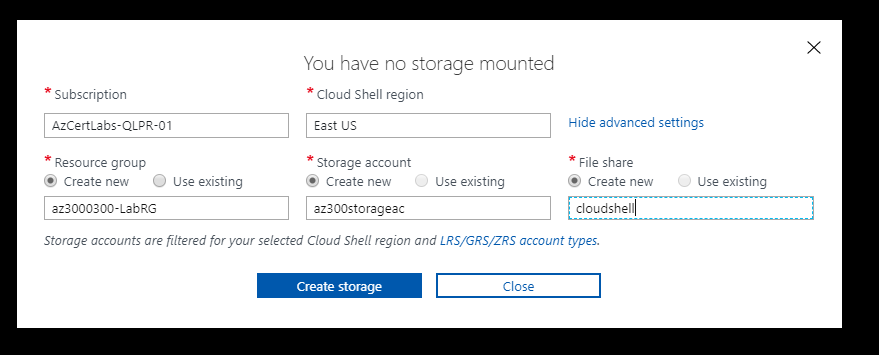 You have no storage mounted
* Subscription
* Cloud Shell region
AzCertLabs-QLPR-01
East US
Hide advanced settings
* Resource group
* Storage account
* File share
Create new
Use existing
Create new
Use existing
Create new
Use existing
az3000300-LabRG
az300storageac
cloudshell
Storage accounts are filtered for your selected Cloud Shell region and LRS/GRS/ZRS account types.
Create storage
Close